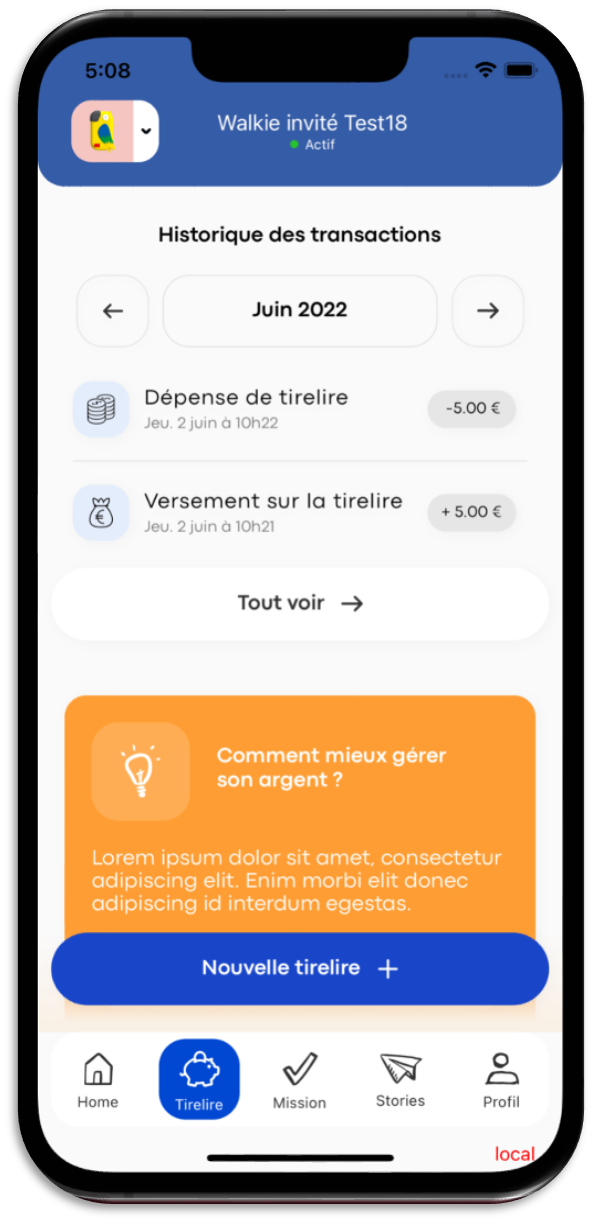 5:08
Walkie invité Test18
Actif
Historique des transactions
Juin 2022
Dépense de tirelire
-5.00 €
Jeu. 2 juin à 10h22
Versement sur la tirelire
+ 5.00 €
Jeu. 2 juin à 10h21
Tout voir
Comment mieux gérer
son argent ?
Lorem ipsum dolor sit amet, consectetur
adipiscing elit. Enim morbi elit donec
adipiscing id interdum egestas.
Nouvelle tirelire +
Home
Tirelire
Mission
Stories
Profil
local